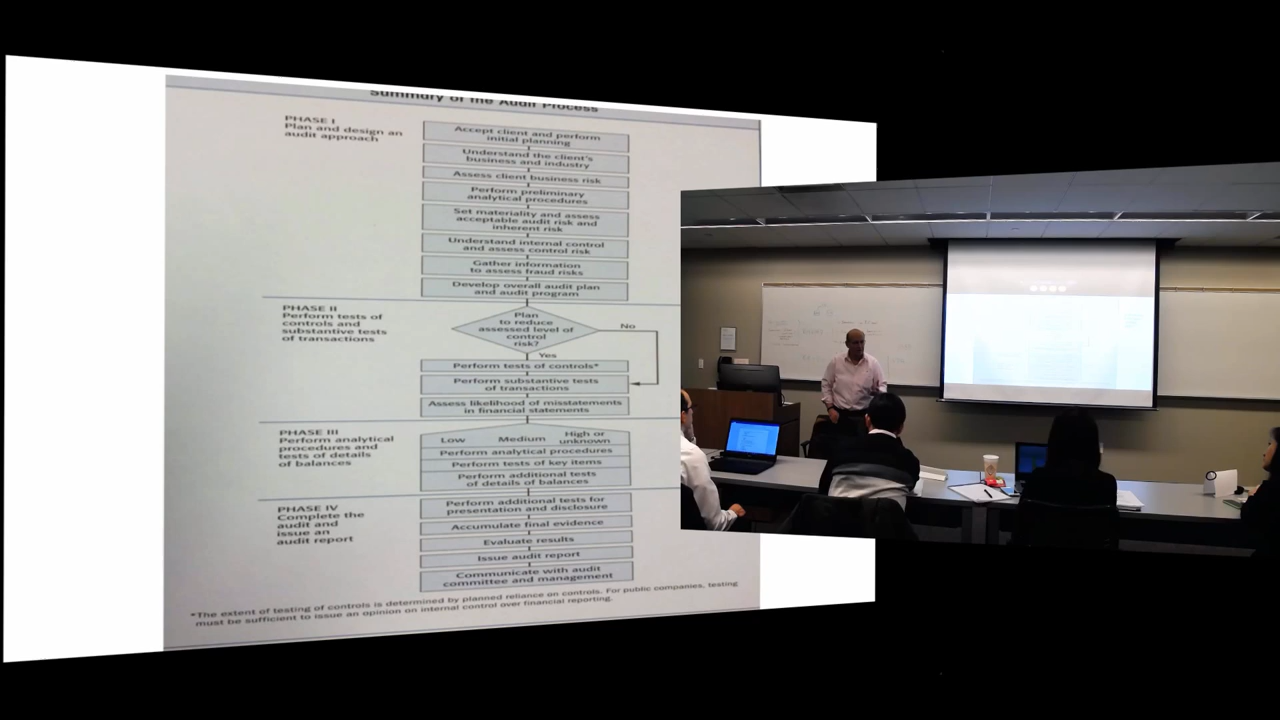 Summary of the Audit Process
PHASE I
Plan and design an
audit approach
Accept client and perform
initial planning
Understand the client's
business and industry
Assess client business risk
Perform preliminary
analytical procedures
Set materiality and assess
acceptable audit risk and
inherent risk
Understand internal control
and assess control risk
Gather information
to assess fraud risks
Develop overall audit plan
and audit program
PHASE II
Perform tests of
controls and
substantive tests
of transactions
Plan
to reduce
assessed level of
control
risk?
No
Yes
Perform tests of controls*
Perform substantive tests
of transactions
Assess likelihood of misstatements
in financial statements
PHASE III
Perform analytical
procedures and
tests of details
of balances
Low Medium High or
unknown
Perform analytical procedures
Perform tests of key items
Perform additional tests
of details of balances
PHASE IV
Complete the
audit and
issue an
audit report
Perform additional tests for
presentation and disclosure
Accumulate final evidence
Evaluate results
Issue audit report
Communicate with audit
committee and management
*The extent of testing of controls is determined by planned reliance on controls. For public companies, testing
must be sufficient to issue an opinion on internal control over financial reporting.